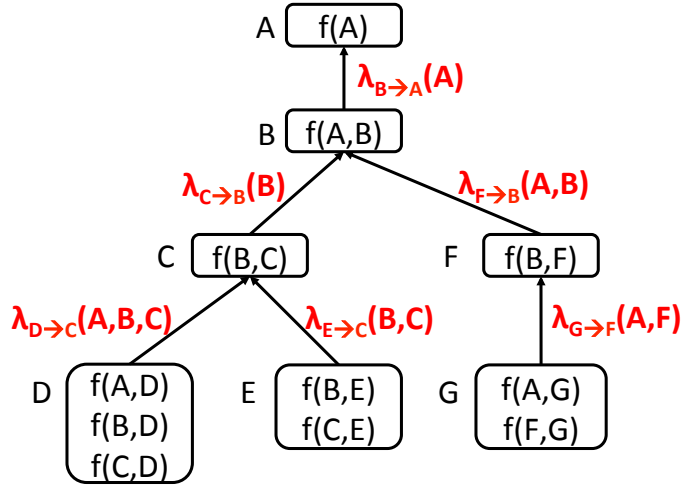 A f(A)
λB→A(A)
B f(A,B)
λC→B(B) λF→B(A,B)
C f(B,C) F f(B,F)
λD→C(A,B,C) λE→C(B,C) λG→F(A,F)
D f(A,D) E f(B,E) G f(A,G)
f(B,D) f(C,E) f(F,G)
f(C,D)